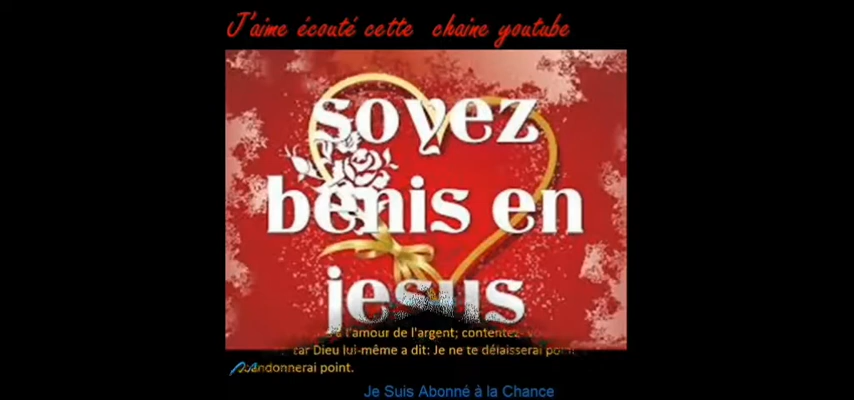 J'aime écouté cette chaine youtube
soyez
benis en
jesus
l'amour de l'argent; contentez-
car Dieu lui-même a dit: Je ne te délaisserai point,
abandonnerai point.
Je Suis Abonné à la Chance